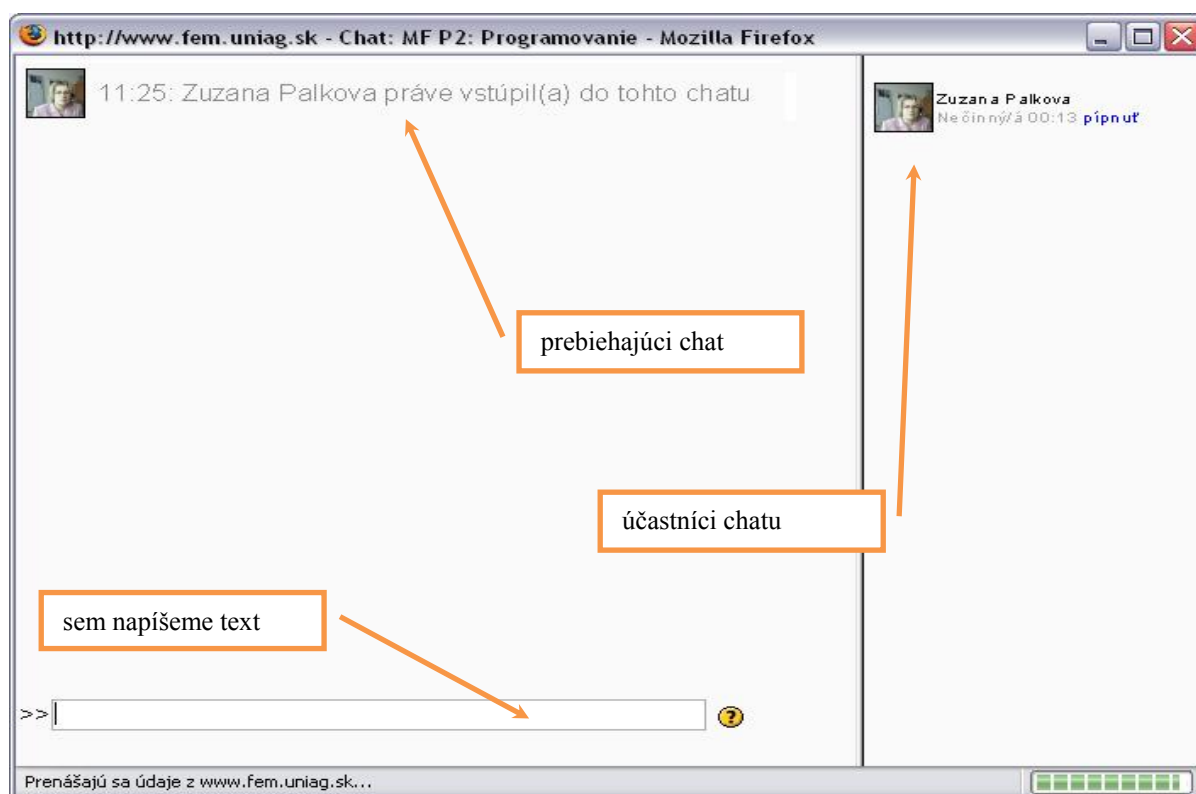 http://www.fem.uniag.sk - Chat: MF P2: Programovanie - Mozilla Firefox
11:25: Zuzana Palkova práve vstúpil(a) do tohto chatu
Zuzana Palkova
Nečinný/á 00:13 pípnuť
prebiehajúci chat
účastníci chatu
sem napíšeme text
>>
?
Prenášajú sa údaje z www.fem.uniag.sk...